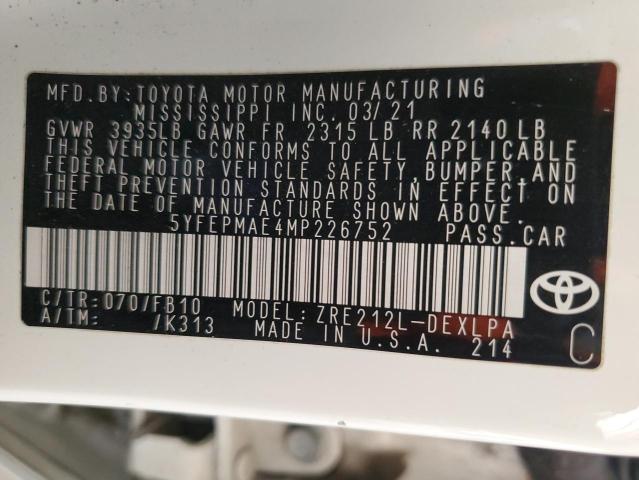 MFD. BY: TOYOTA MOTOR MANUFACTURING
MISSISSIPPI INC. 03/21
GVWR 3935LB GAWR FR 2315 LB RR 2140 LB
THIS VEHICLE CONFORMS TO ALL APPLICABLE
FEDERAL MOTOR VEHICLE SAFETY, BUMPER, AND
THEFT PREVENTION STANDARDS IN EFFECT ON
THE DATE OF MANUFACTURE SHOWN ABOVE.
5YFEPMAE4MP226752 PASS. CAR
C/TR: 070/FB10 MODEL: ZRE212L-DEXLPA
A/TM: /K313 MADE IN U.S.A. 214
C